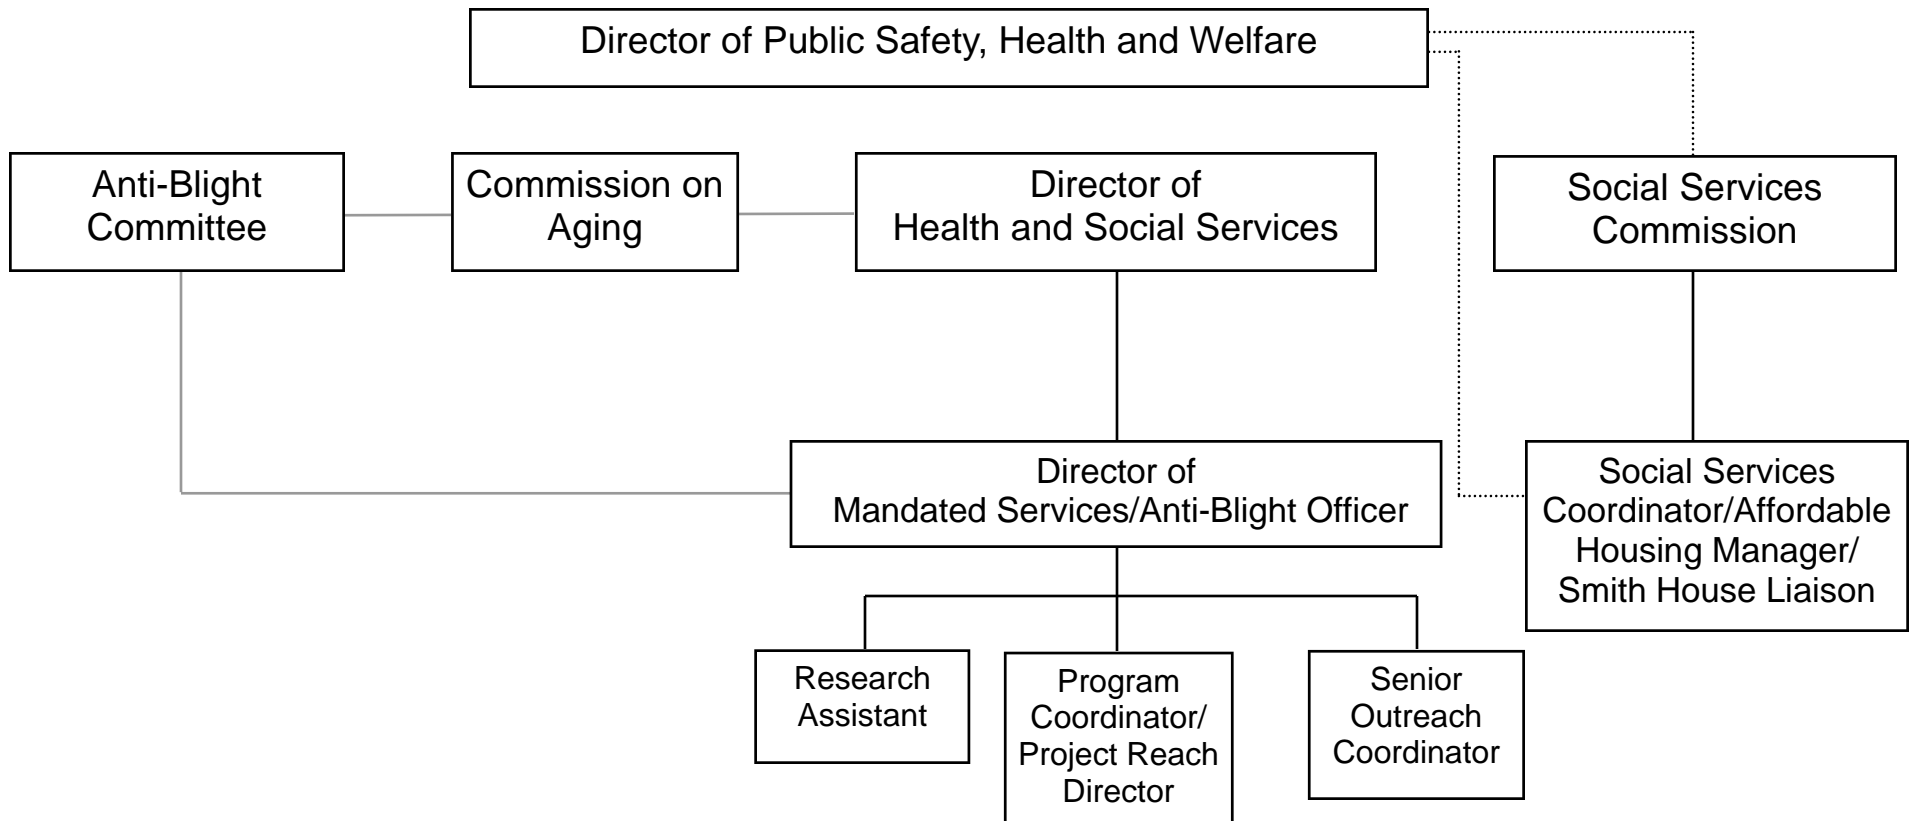 Director of Public Safety, Health and Welfare
Anti-Blight
Committee
Commission on
Aging
Director of
Health and Social Services
Social Services
Commission
Director of
Mandated Services/Anti-Blight Officer
Social Services
Coordinator/Affordable
Housing Manager/
Smith House Liaison
Research
Assistant
Program
Coordinator/
Project Reach
Director
Senior
Outreach
Coordinator